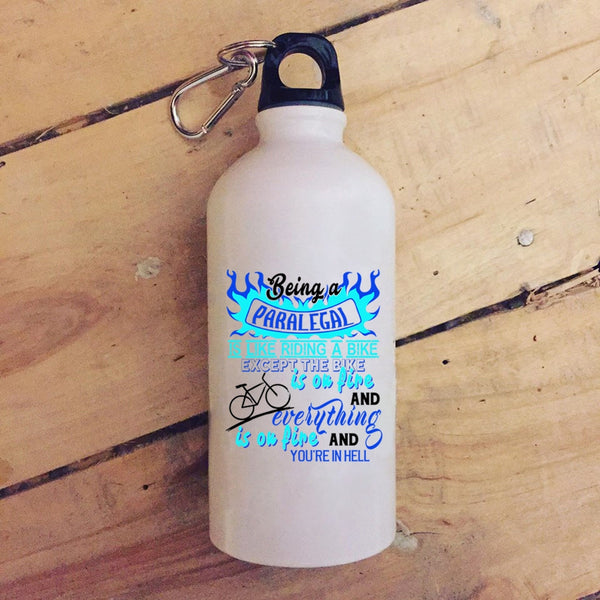 Being a
PARALEGAL
IS LIKE RIDING A BIKE
EXCEPT THE BIKE
is on fire
AND
everything
is on fire AND
YOU'RE IN HELL